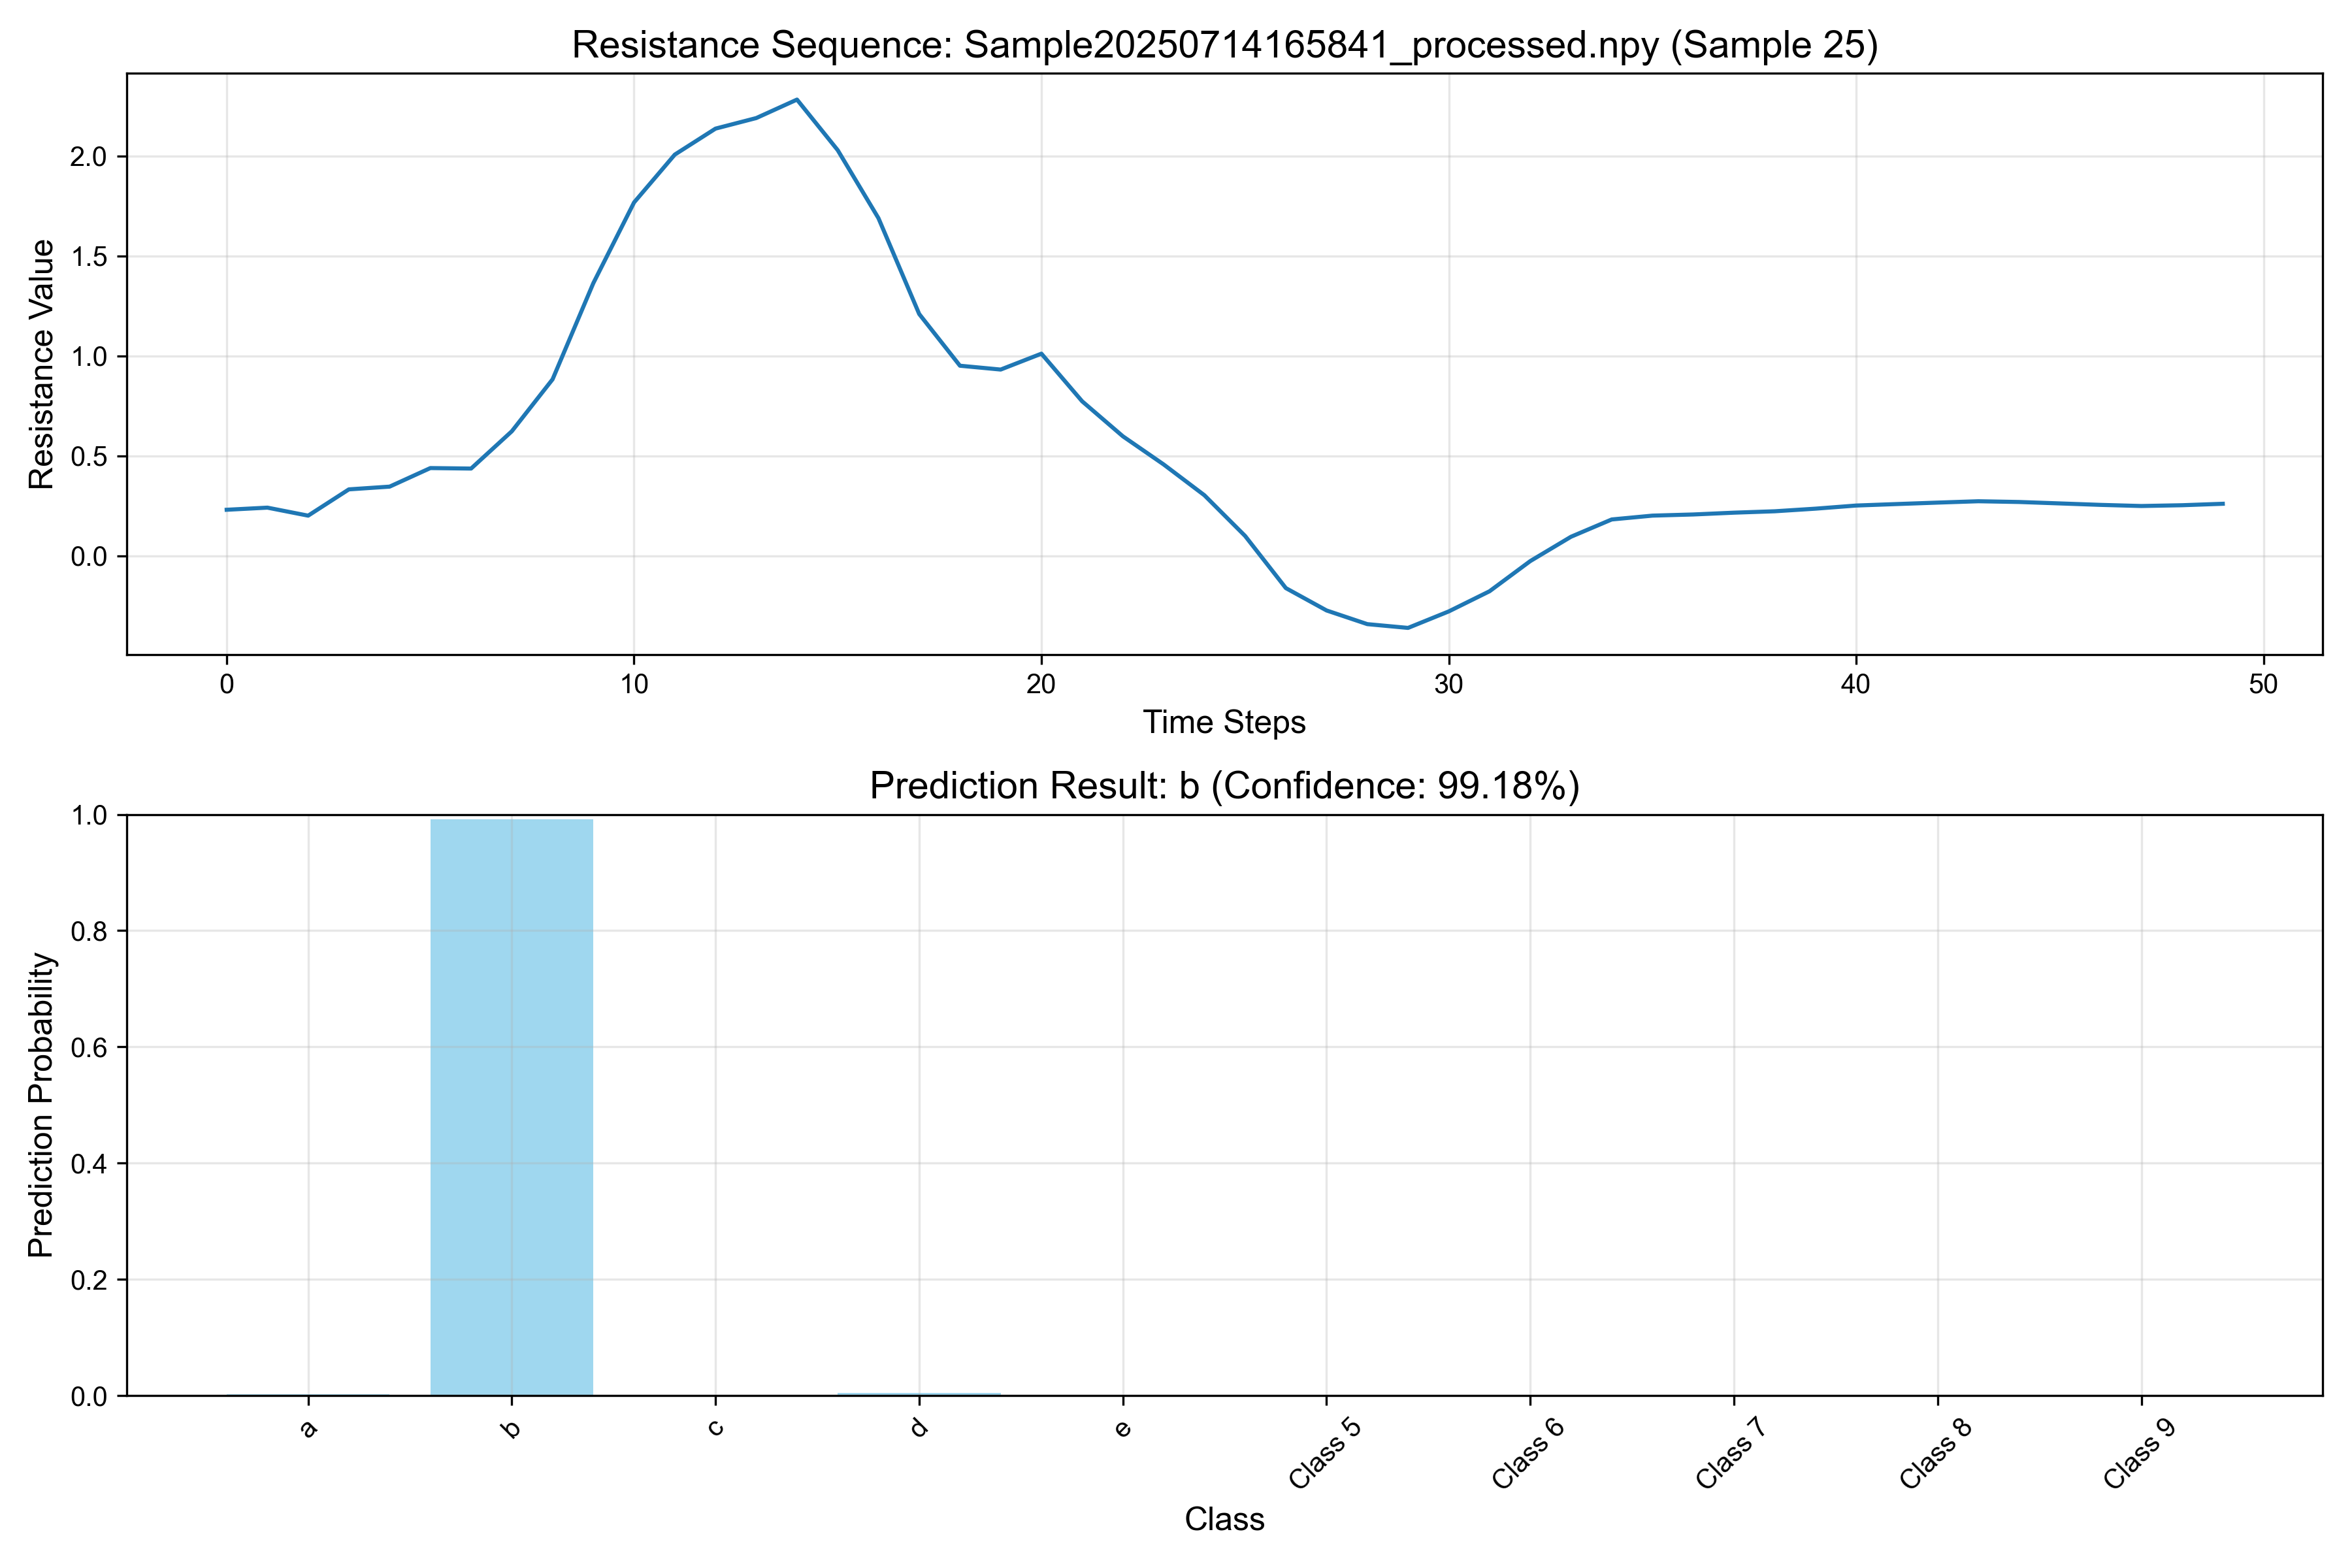 Resistance Sequence: Sample20250714165841_processed.npy (Sample 25)
Resistance Value
2.0
1.5
1.0
0.5
0.0
0 10 20 30 40 50
Time Steps
Prediction Result: b (Confidence: 99.18%)
Prediction Probability
1.0
0.8
0.6
0.4
0.2
0.0
a b c d e Class 5 Class 6 Class 7 Class 8 Class 9
Class